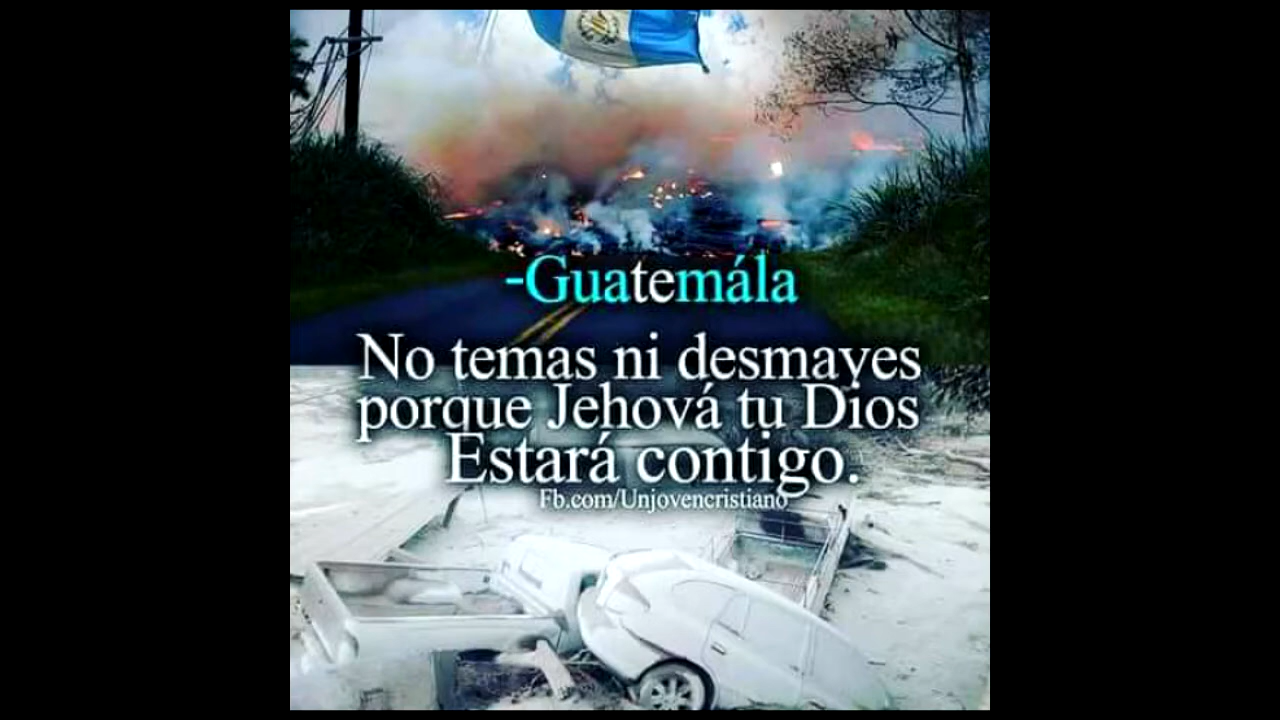 -Guatemála
No temas ni desmayes
porque Jehová tu Dios
Estará contigo.
Fb.com/Unjovencristiano